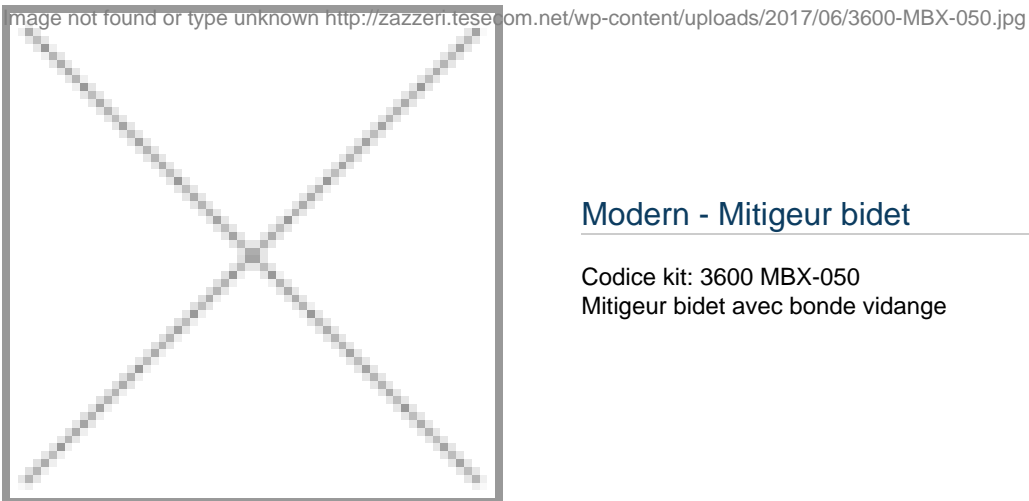 Image not found or type unknown http://zazzeri.tesecom.net/wp-content/uploads/2017/06/3600-MBX-050.jpg
Modern - Mitigeur bidet
Codice kit: 3600 MBX-050
Mitigeur bidet avec bonde vidange